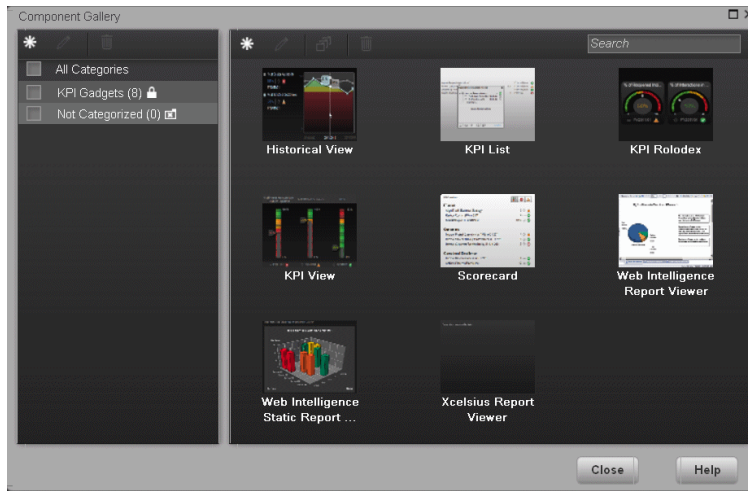 Component Gallery
Search
All Categories
KPI Gadgets (8)
Not Categorized (0)
Historical View
KPI List
KPI Rolodex
KPI View
Scorecard
Web Intelligence
Report Viewer
Web Intelligence
Static Report ...
Xcelsius Report
Viewer
Close
Help